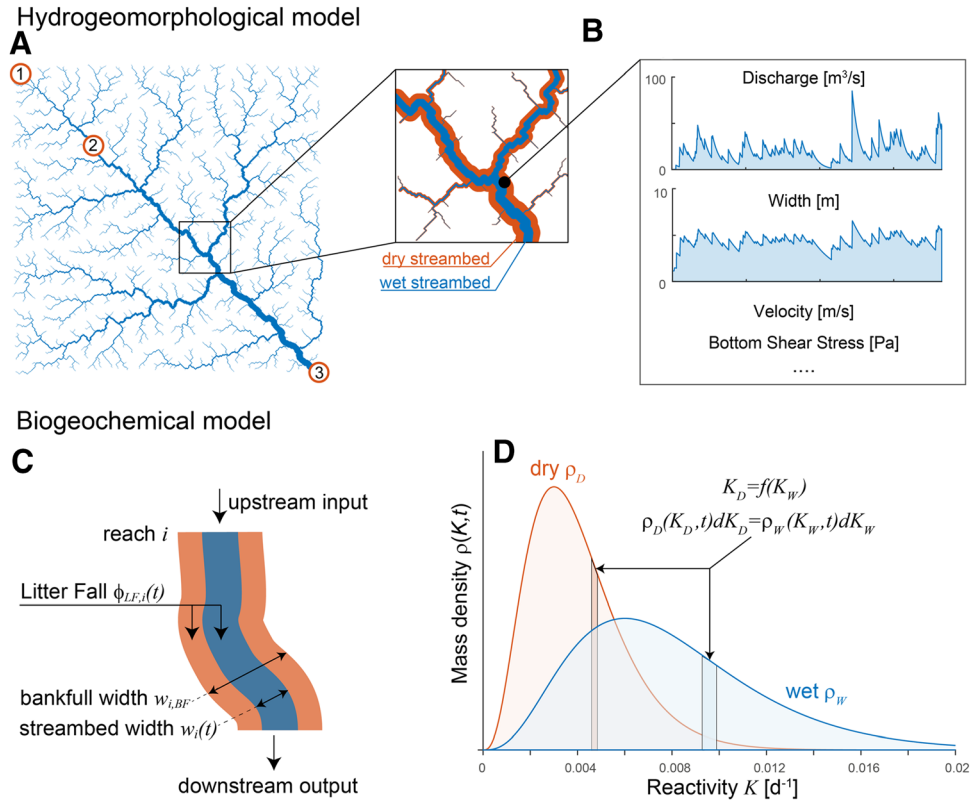 Hydrogeomorphological model
A
B
1
2
3
dry streambed
wet streambed
100
Discharge [m³/s]
0
10
Width [m]
0
Velocity [m/s]
Bottom Shear Stress [Pa]
....
Biogeochemical model
C
upstream input
reach i
Litter Fall ϕLF,i(t)
bankfull width wi,BF
streambed width wi(t)
downstream output
D
dry ρD
KD=f(KW)
ρD(KD,t)dKD=ρW(KW,t)dKW
wet ρW
Mass density ρ(K,t)
0 0.004 0.008 0.012 0.016 0.02
Reactivity K [d⁻¹]